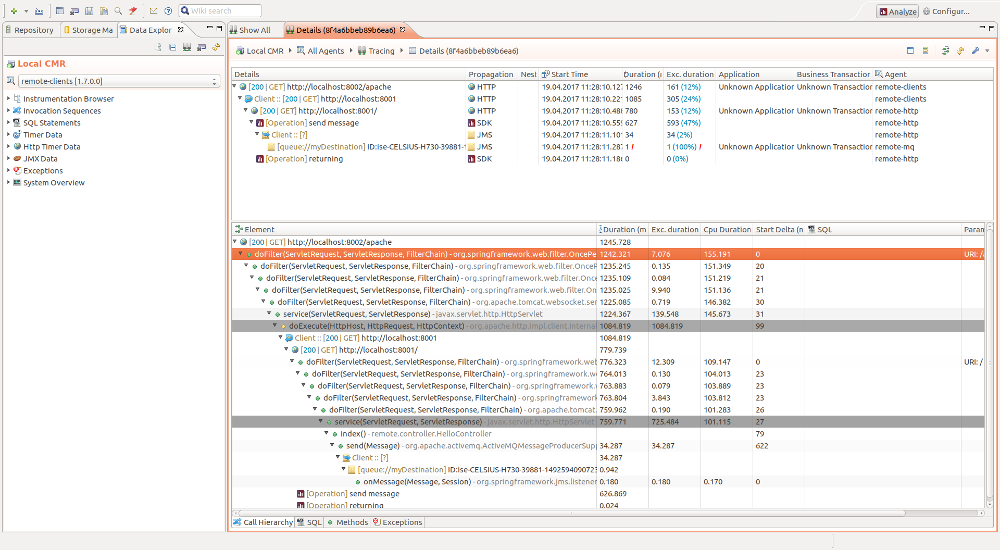 Wiki search
Analyze
Configur...
Repository
Storage Ma
Data Explor
Show All
Details (8f4a6bbeb89b6ea6)
Local CMR
remote-clients [1.7.0.0]
Instrumentation Browser
Invocation Sequences
SQL Statements
Timer Data
Http Timer Data
JMX Data
Exceptions
System Overview
Local CMR All Agents Tracing Details (8f4a6bbeb89b6ea6)
Details Propagation Nest Start Time Duration (r Exc. duration Application Business Transaction Agent
[200 | GET] http://localhost:8002/apache HTTP 19.04.2017 11:28:10.127 1246 161 (12%) Unknown Application Unknown Transaction remote-clients
Client :: [200 | GET] http://localhost:8001 HTTP 19.04.2017 11:28:10.221 1085 305 (24%) remote-clients
[200 | GET] http://localhost:8001/ HTTP 19.04.2017 11:28:10.488 780 153 (12%) Unknown Application Unknown Transaction remote-http
[Operation] send message SDK 19.04.2017 11:28:10.559 627 593 (47%) remote-http
Client :: [?] JMS 19.04.2017 11:28:11.101 34 34 (2%) remote-http
[queue://myDestination] ID:ise-CELSIUS-H730-39881-1 JMS 19.04.2017 11:28:11.287 1 ! 1 (100%) ! Unknown Application Unknown Transaction remote-mq
[Operation] returning SDK 19.04.2017 11:28:11.186 0 0 (0%) remote-http
Element Duration (m Exc. duration Cpu Duration Start Delta (n SQL Param
[200 | GET] http://localhost:8002/apache 1245.728
doFilter(ServletRequest, ServletResponse, FilterChain) - org.springframework.web.filter.OncePe 1242.321 7.076 155.191 0 URI: /a
doFilter(ServletRequest, ServletResponse, FilterChain) - org.springframework.web.filter.OnceP 1235.245 0.135 151.349 20
doFilter(ServletRequest, ServletResponse, FilterChain) - org.springframework.web.filter.Once 1235.109 0.084 151.219 21
doFilter(ServletRequest, ServletResponse, FilterChain) - org.springframework.web.filter.On 1235.025 9.940 151.136 21
doFilter(ServletRequest, ServletResponse, FilterChain) - org.apache.tomcat.websocket.ser 1225.085 0.719 146.382 30
service(ServletRequest, ServletResponse) - javax.servlet.http.HttpServlet 1224.367 139.548 145.673 31
doExecute(HttpHost, HttpRequest, HttpContext) - org.apache.http.impl.client.Internal 1084.819 1084.819 99
Client :: [200 | GET] http://localhost:8001 1084.819
[200 | GET] http://localhost:8001/ 779.739
doFilter(ServletRequest, ServletResponse, FilterChain) - org.springframework.web 776.323 12.309 109.147 0 URI: /
doFilter(ServletRequest, ServletResponse, FilterChain) - org.springframework.w 764.013 0.130 104.013 23
doFilter(ServletRequest, ServletResponse, FilterChain) - org.springframework.v 763.883 0.079 103.889 23
doFilter(ServletRequest, ServletResponse, FilterChain) - org.springframework 763.804 3.843 103.812 23
doFilter(ServletRequest, ServletResponse, FilterChain) - org.apache.tomcat. 759.962 0.190 101.283 26
service(ServletRequest, ServletResponse) - javax.servlet.http.HttpServlet 759.771 725.484 101.115 27
index() - remote.controller.HelloController 79
send(Message) - org.apache.activemq.ActiveMQMessageProducerSupp 34.287 34.287 622
Client :: [?] 34.287
[queue://myDestination] ID:ise-CELSIUS-H730-39881-1492594090723 0.942
onMessage(Message, Session) - org.springframework.jms.listener 0.180 0.180 0.170 0
[Operation] send message 626.869
[Operation] returning 0.024
Call Hierarchy SQL Methods Exceptions